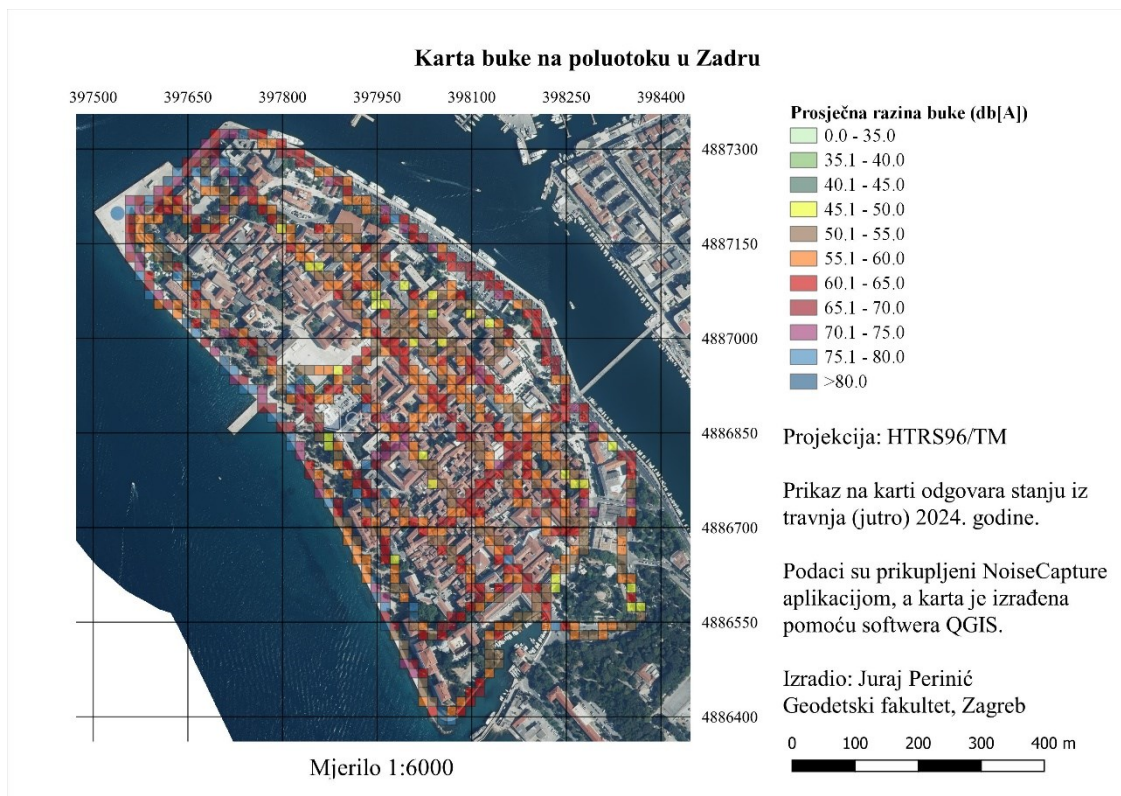 Karta buke na poluotoku u Zadru
397500 397650 397800 397950 398100 398250 398400
4887300
4887150
4887000
4886850
4886700
4886550
4886400
Prosječna razina buke (db[A])
0.0 - 35.0
35.1 - 40.0
40.1 - 45.0
45.1 - 50.0
50.1 - 55.0
55.1 - 60.0
60.1 - 65.0
65.1 - 70.0
70.1 - 75.0
75.1 - 80.0
>80.0
Projekcija: HTRS96/TM
Prikaz na karti odgovara stanju iz
travnja (jutro) 2024. godine.
Podaci su prikupljeni NoiseCapture
aplikacijom, a karta je izrađena
pomoću softwera QGIS.
Izradio: Juraj Perinić
Geodetski fakultet, Zagreb
0 100 200 300 400 m
Mjerilo 1:6000